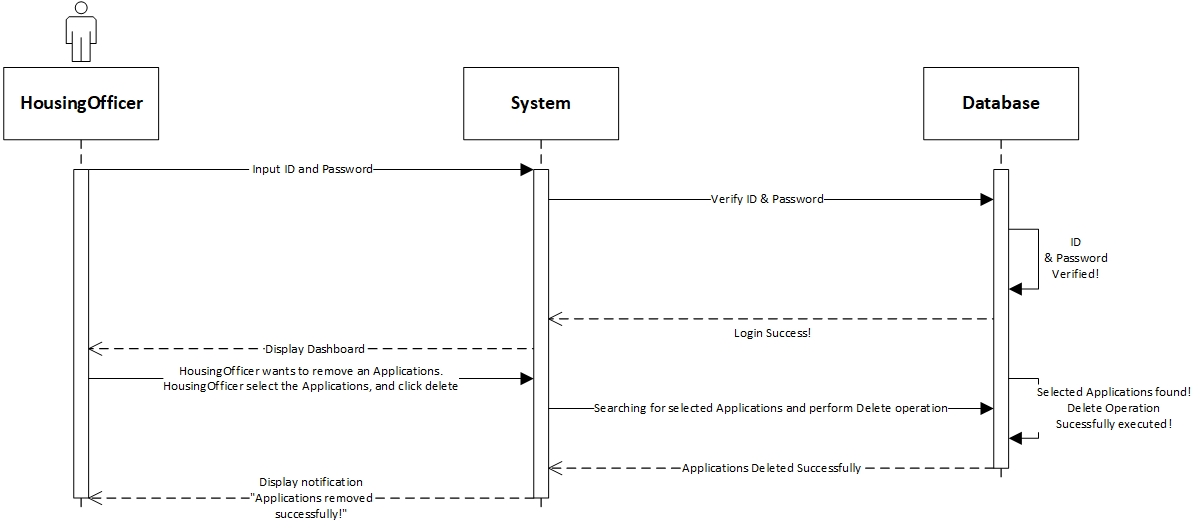 HousingOfficer
System
Database
Input ID and Password
Verify ID & Password
ID
& Password
Verified!
Login Success!
Display Dashboard
HousingOfficer wants to remove an Applications.
HousingOfficer select the Applications, and click delete
Selected Applications found!
Delete Operation
Sucessfully executed!
Searching for selected Applications and perform Delete operation
Applications Deleted Successfully
Display notification
"Applications removed
successfully!"